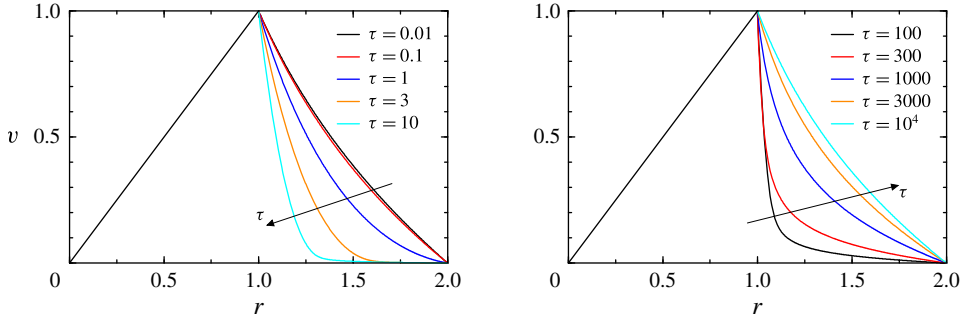 1.0
v
0.5
0
0.5
1.0
1.5
2.0
r
τ = 0.01
τ = 0.1
τ = 1
τ = 3
τ = 10
τ
1.0
0.5
0
0.5
1.0
1.5
2.0
r
τ = 100
τ = 300
τ = 1000
τ = 3000
τ = 10⁴
τ